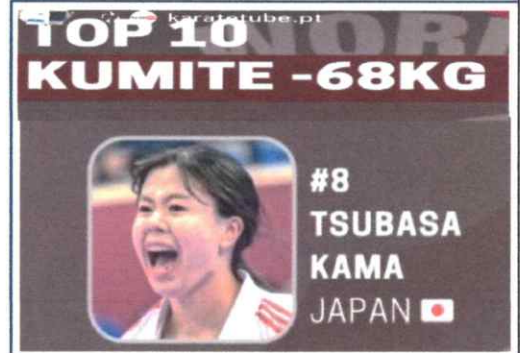 karatetube.pt
TOP 10
KUMITE -68KG
#8
TSUBASA
KAMA
JAPAN